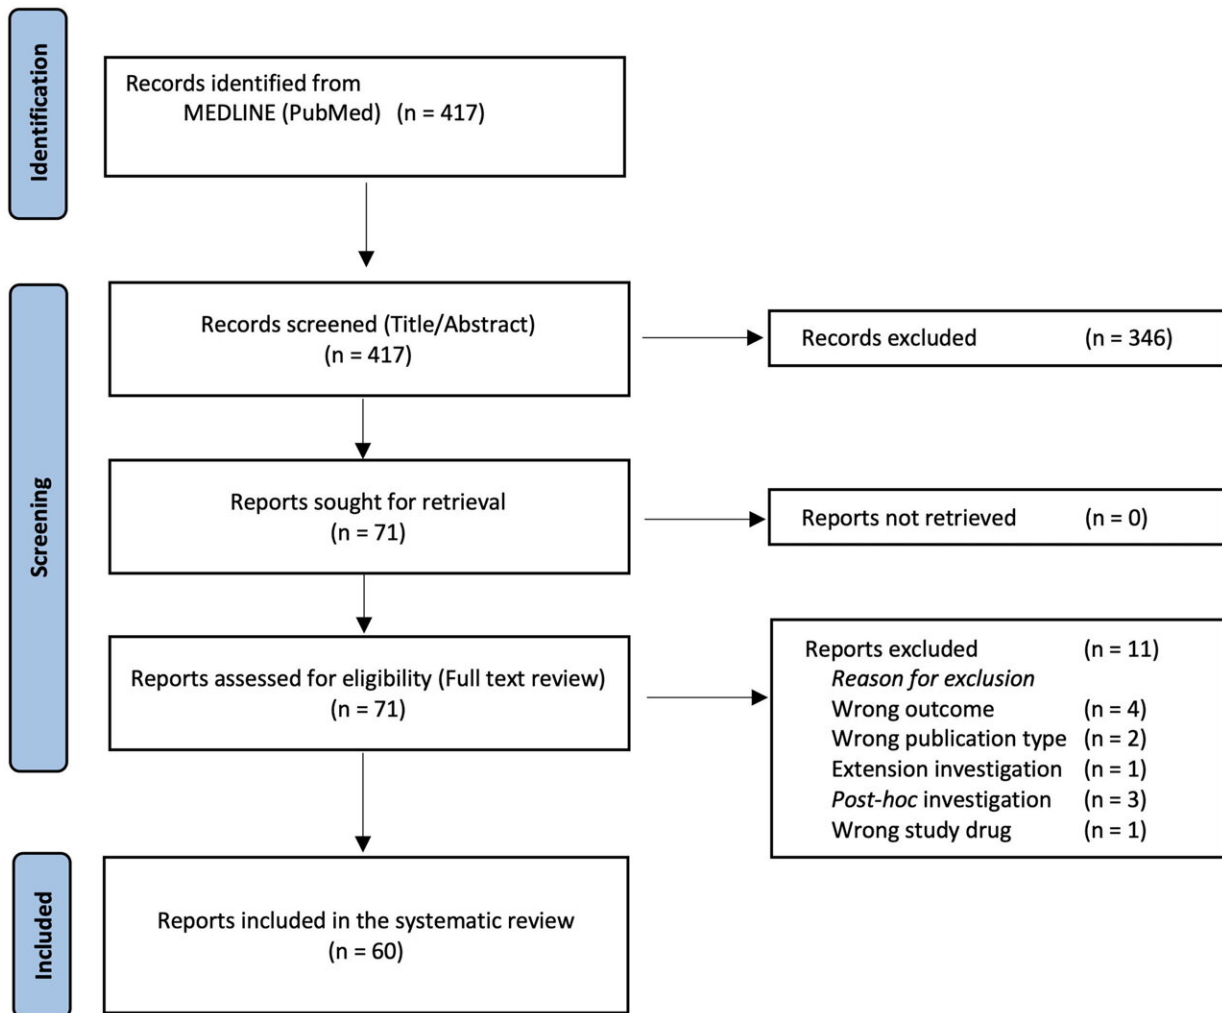 Identification
Records identified from
MEDLINE (PubMed) (n = 417)
Screening
Records screened (Title/Abstract)
(n = 417)
Records excluded (n = 346)
Reports sought for retrieval
(n = 71)
Reports not retrieved (n = 0)
Reports assessed for eligibility (Full text review)
(n = 71)
Reports excluded (n = 11)
Reason for exclusion
Wrong outcome (n = 4)
Wrong publication type (n = 2)
Extension investigation (n = 1)
Post-hoc investigation (n = 3)
Wrong study drug (n = 1)
Included
Reports included in the systematic review
(n = 60)